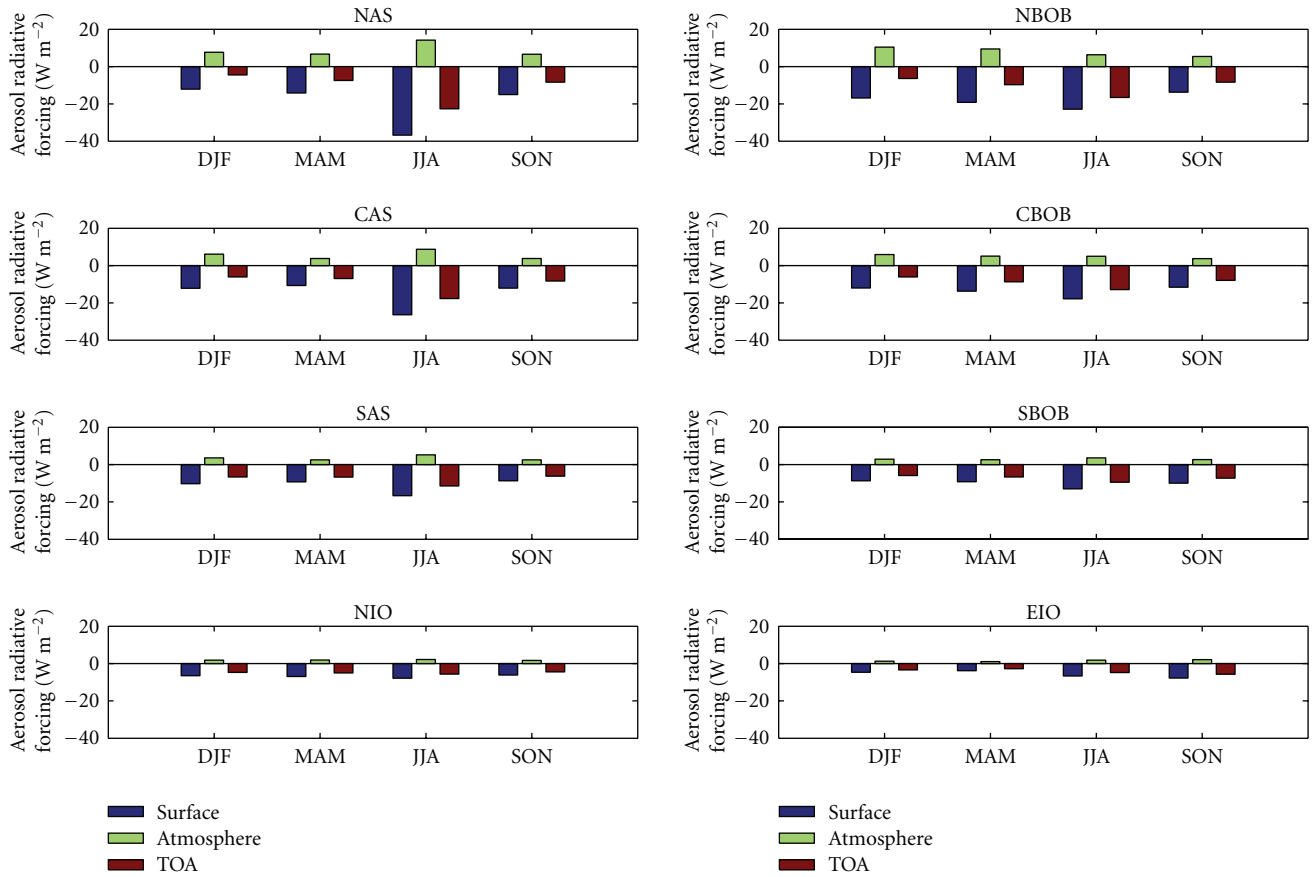 NAS
Aerosol radiative
forcing (W m−2)
20
0
−20
−40
DJF MAM JJA SON
NBOB
Aerosol radiative
forcing (W m−2)
20
0
−20
−40
DJF MAM JJA SON
CAS
Aerosol radiative
forcing (W m−2)
20
0
−20
−40
DJF MAM JJA SON
CBOB
Aerosol radiative
forcing (W m−2)
20
0
−20
−40
DJF MAM JJA SON
SAS
Aerosol radiative
forcing (W m−2)
20
0
−20
−40
DJF MAM JJA SON
SBOB
Aerosol radiative
forcing (W m−2)
20
0
−20
−40
DJF MAM JJA SON
NIO
Aerosol radiative
forcing (W m−2)
20
0
−20
−40
DJF MAM JJA SON
EIO
Aerosol radiative
forcing (W m−2)
20
0
−20
−40
DJF MAM JJA SON
Surface
Atmosphere
TOA
Surface
Atmosphere
TOA